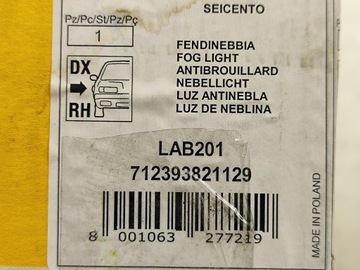 SEICENTO
Pz/Pc/St/Pz/Pç
1
DX
RH
FENDINEBBIA
FOG LIGHT
ANTIBROUILLARD
NEBELLICHT
LUZ ANTINEBLA
LUZ DE NEBLINA
LAB201
712393821129
8 001063 277219
MADE IN POLAND